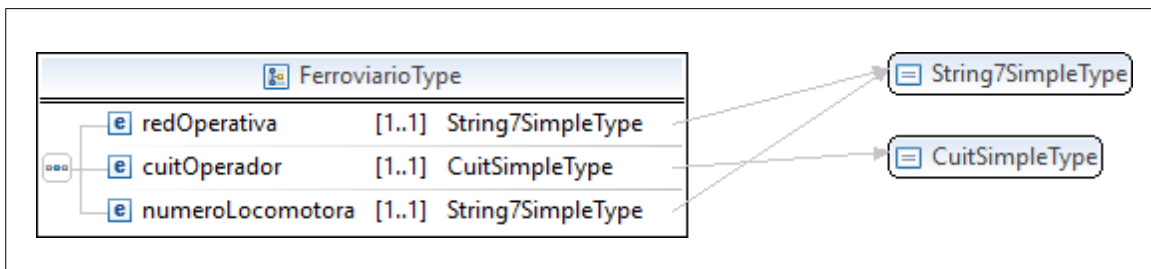 FerroviarioType
String7SimpleType
redOperativa [1..1] String7SimpleType
cuitOperador [1..1] CuitSimpleType
CuitSimpleType
numeroLocomotora [1..1] String7SimpleType